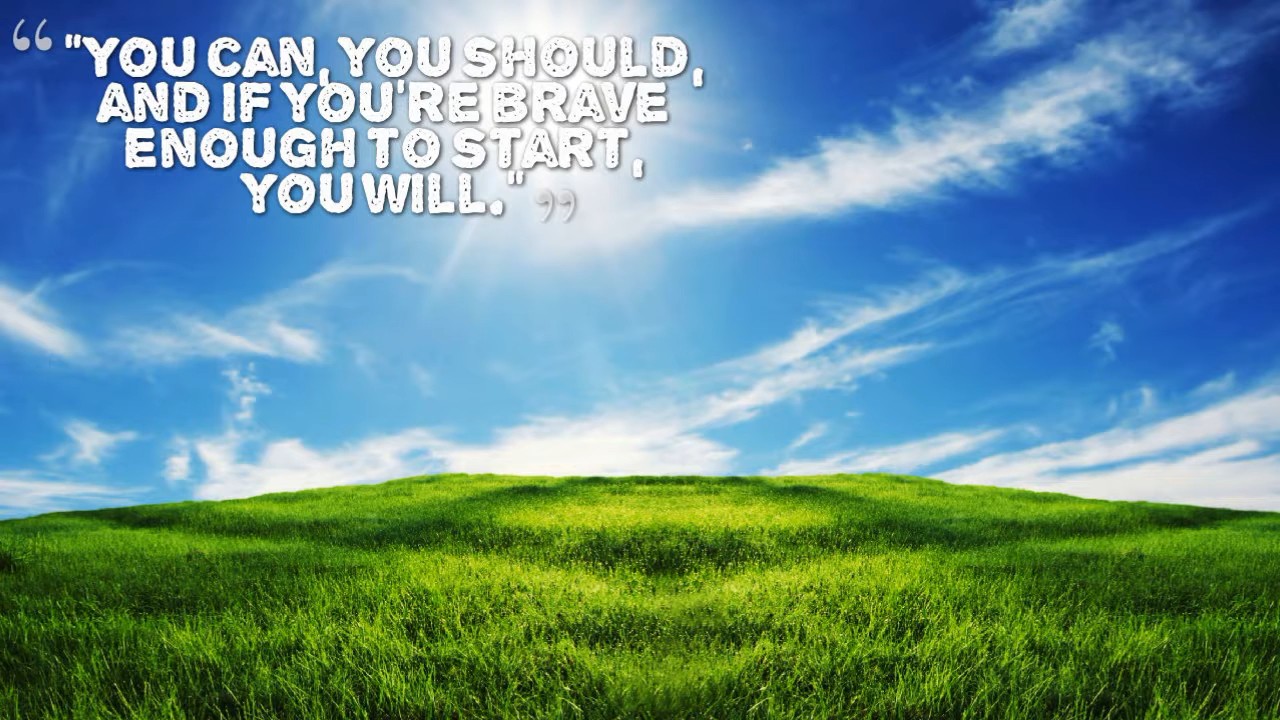 “ "YOU CAN, YOU SHOULD,
AND IF YOU'RE BRAVE
ENOUGH TO START,
YOU WILL." ”